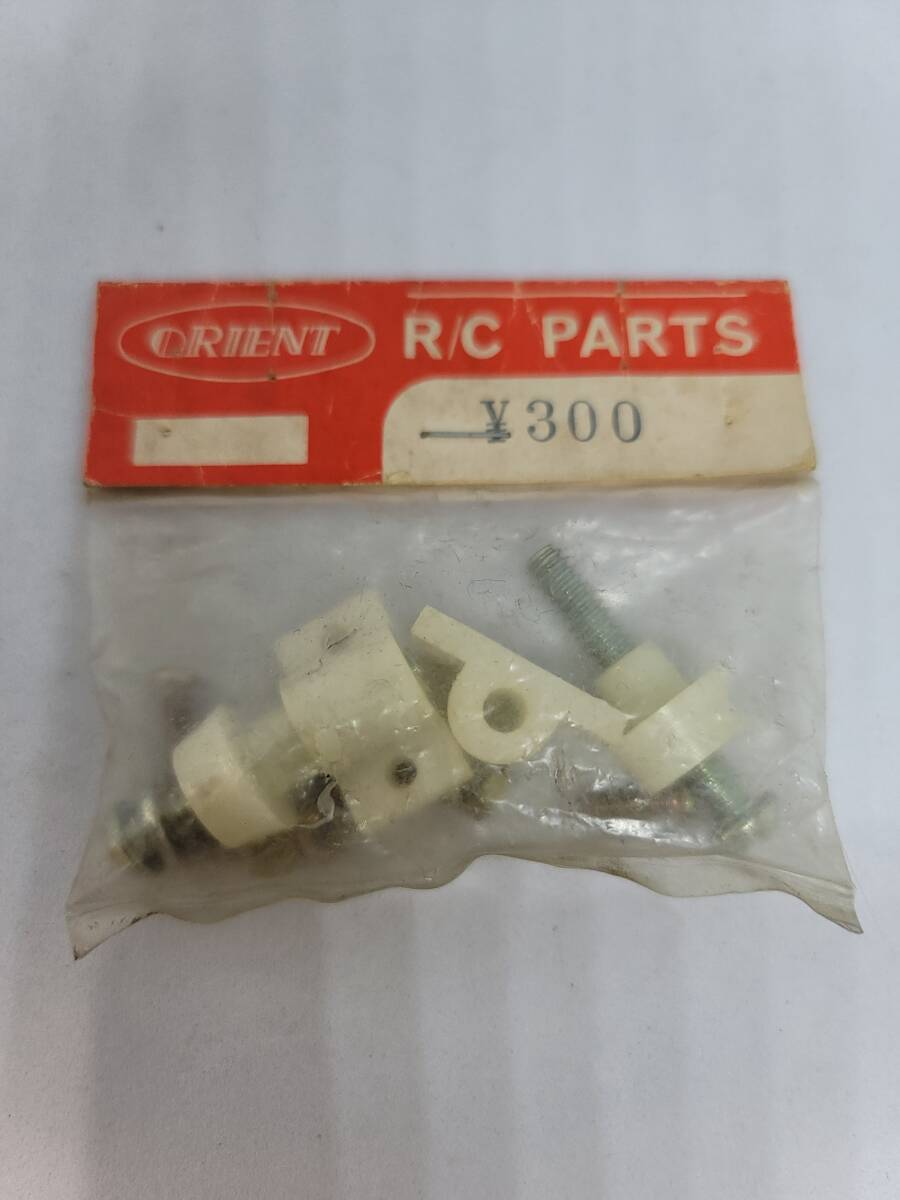 ORIENT
R/C PARTS
¥300